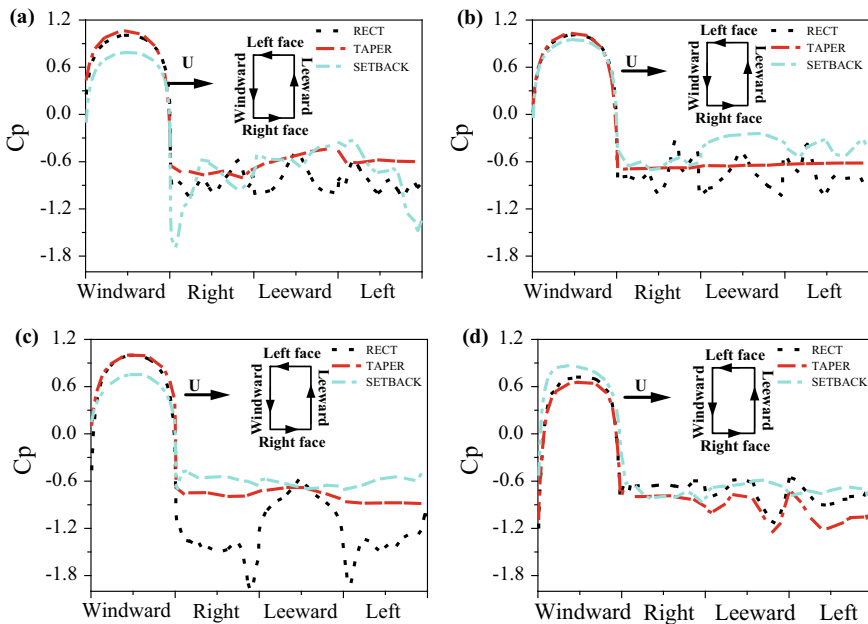 (a)
1.2
0.6
0.0
-0.6
-1.2
-1.8
Cp
RECT
TAPER
SETBACK
U
Left face
Windward
Leeward
Right face
Windward Right Leeward Left
(b)
1.2
0.6
0.0
-0.6
-1.2
-1.8
Cp
RECT
TAPER
SETBACK
U
Left face
Windward
Leeward
Right face
Windward Right Leeward Left
(c)
1.2
0.6
0.0
-0.6
-1.2
-1.8
Cp
RECT
TAPER
SETBACK
U
Left face
Windward
Leeward
Right face
Windward Right Leeward Left
(d)
1.2
0.6
0.0
-0.6
-1.2
-1.8
Cp
RECT
TAPER
SETBACK
U
Left face
Windward
Leeward
Right face
Windward Right Leeward Left